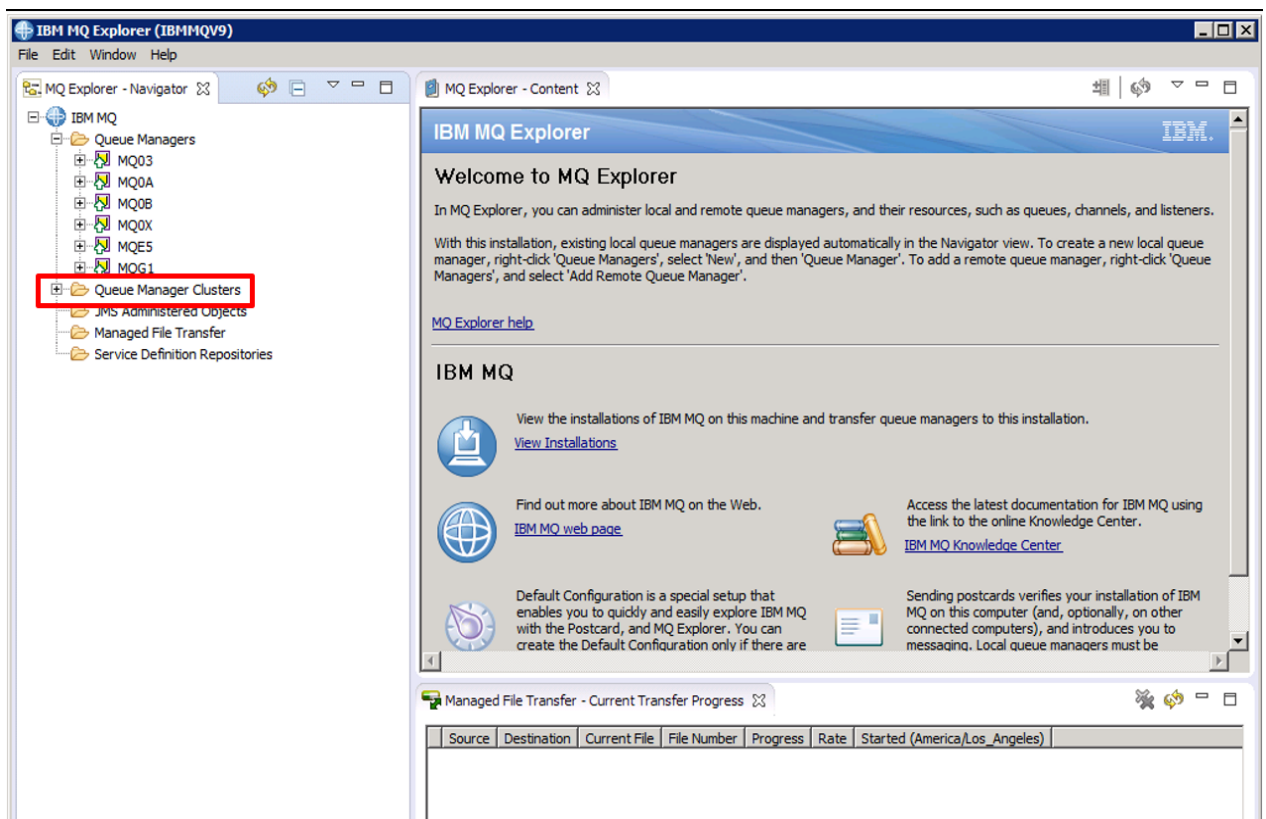 IBM MQ Explorer (IBMMQV9)
File Edit Window Help
MQ Explorer - Navigator
IBM MQ
Queue Managers
MQ03
MQ0A
MQ0B
MQ0X
MQE5
MQG1
Queue Manager Clusters
JMS Administered Objects
Managed File Transfer
Service Definition Repositories
MQ Explorer - Content
IBM MQ Explorer
IBM.
Welcome to MQ Explorer
In MQ Explorer, you can administer local and remote queue managers, and their resources, such as queues, channels, and listeners.
With this installation, existing local queue managers are displayed automatically in the Navigator view. To create a new local queue
manager, right-click 'Queue Managers', select 'New', and then 'Queue Manager'. To add a remote queue manager, right-click 'Queue
Managers', and select 'Add Remote Queue Manager'.
MQ Explorer help
IBM MQ
View the installations of IBM MQ on this machine and transfer queue managers to this installation.
View Installations
Find out more about IBM MQ on the Web.
IBM MQ web page
Access the latest documentation for IBM MQ using
the link to the online Knowledge Center.
IBM MQ Knowledge Center
Default Configuration is a special setup that
enables you to quickly and easily explore IBM MQ
with the Postcard, and MQ Explorer. You can
create the Default Configuration only if there are
Sending postcards verifies your installation of IBM
MQ on this computer (and, optionally, on other
connected computers), and introduces you to
messaging. Local queue managers must be
Managed File Transfer - Current Transfer Progress
Source Destination Current File File Number Progress Rate Started (America/Los_Angeles)